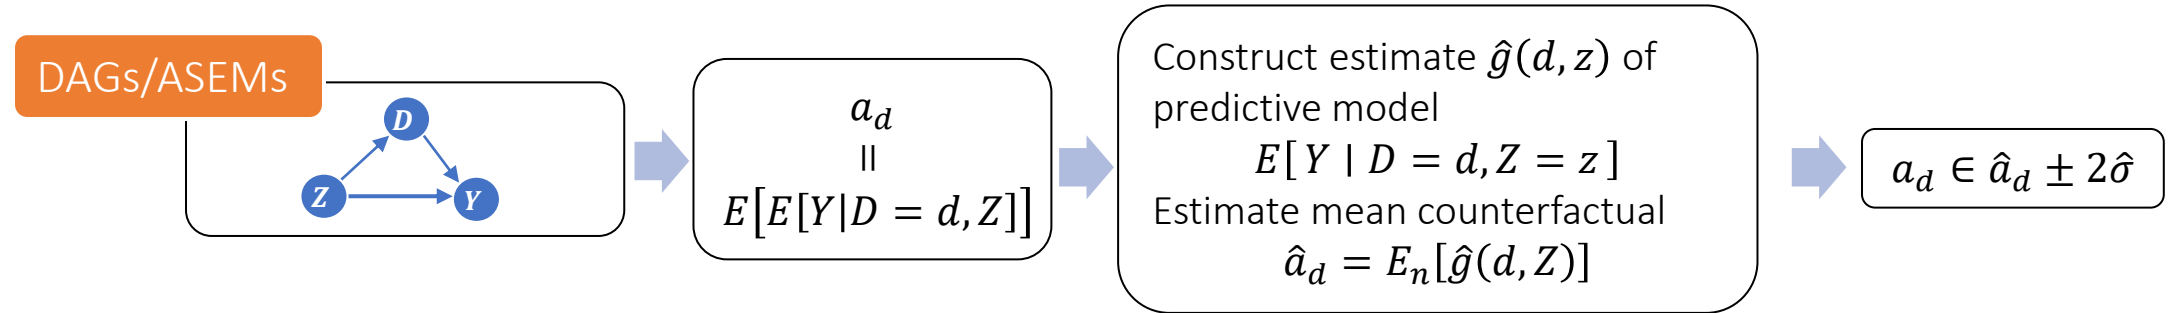 DAGs/ASEMs
D
Z
Y
a_d
=
E[E[Y|D = d, Z]]
Construct estimate ĝ(d, z) of
predictive model
E[ Y | D = d, Z = z ]
Estimate mean counterfactual
â_d = E_n[ĝ(d, Z)]
a_d ∈ â_d ± 2σ̂